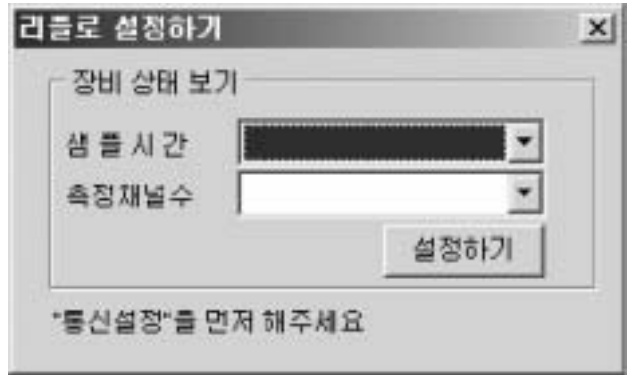 리플로 설정하기
장비 상태 보기
샘 플 시 간
측정채널수
설정하기
"통신설정"을 먼저 해주세요